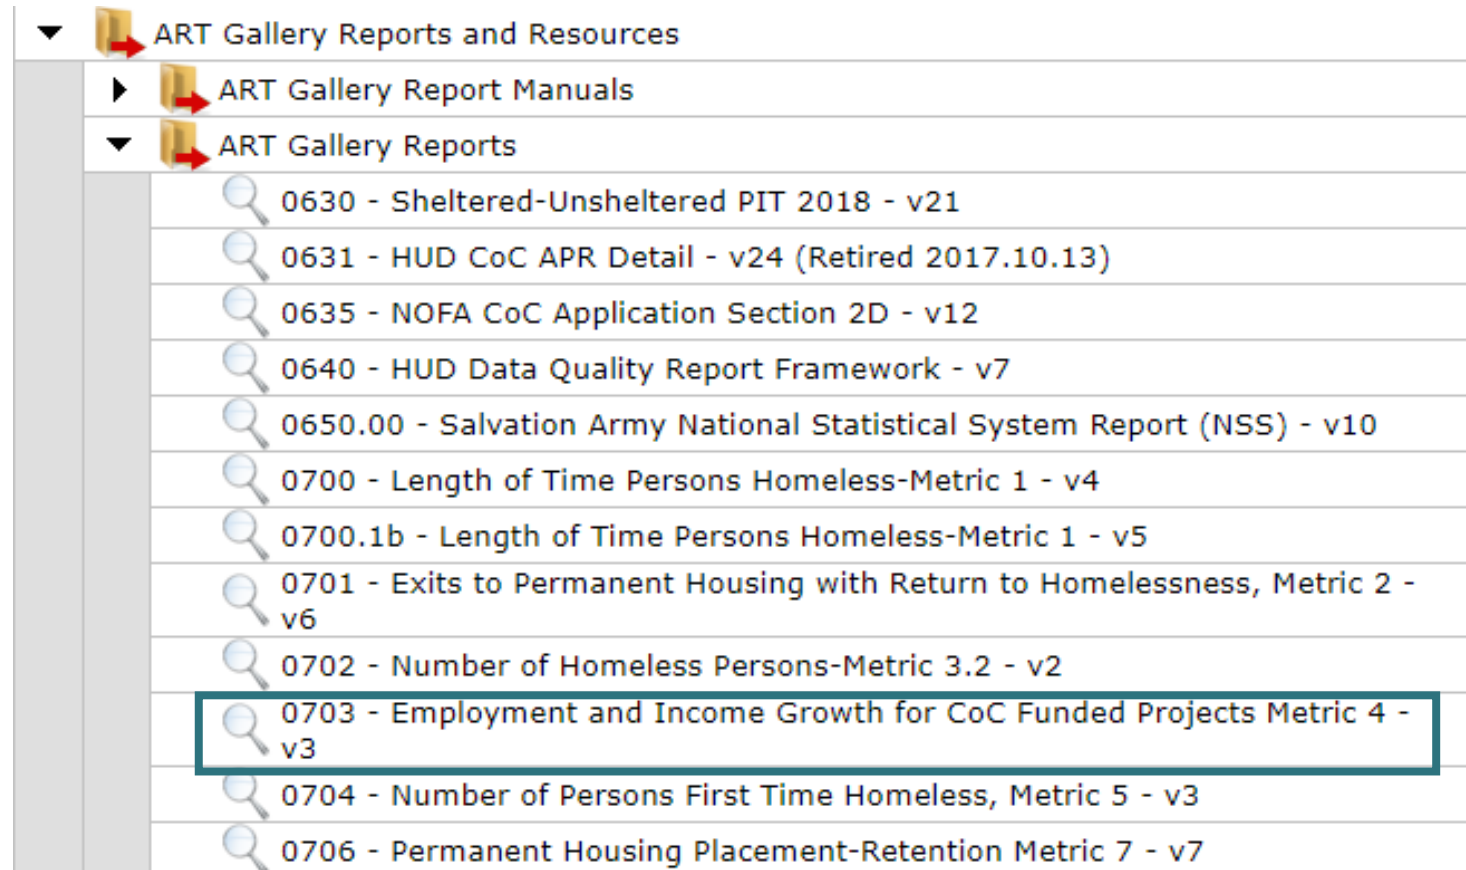 ART Gallery Reports and Resources
ART Gallery Report Manuals
ART Gallery Reports
0630 - Sheltered-Unsheltered PIT 2018 - v21
0631 - HUD CoC APR Detail - v24 (Retired 2017.10.13)
0635 - NOFA CoC Application Section 2D - v12
0640 - HUD Data Quality Report Framework - v7
0650.00 - Salvation Army National Statistical System Report (NSS) - v10
0700 - Length of Time Persons Homeless-Metric 1 - v4
0700.1b - Length of Time Persons Homeless-Metric 1 - v5
0701 - Exits to Permanent Housing with Return to Homelessness, Metric 2 -
v6
0702 - Number of Homeless Persons-Metric 3.2 - v2
0703 - Employment and Income Growth for CoC Funded Projects Metric 4 -
v3
0704 - Number of Persons First Time Homeless, Metric 5 - v3
0706 - Permanent Housing Placement-Retention Metric 7 - v7